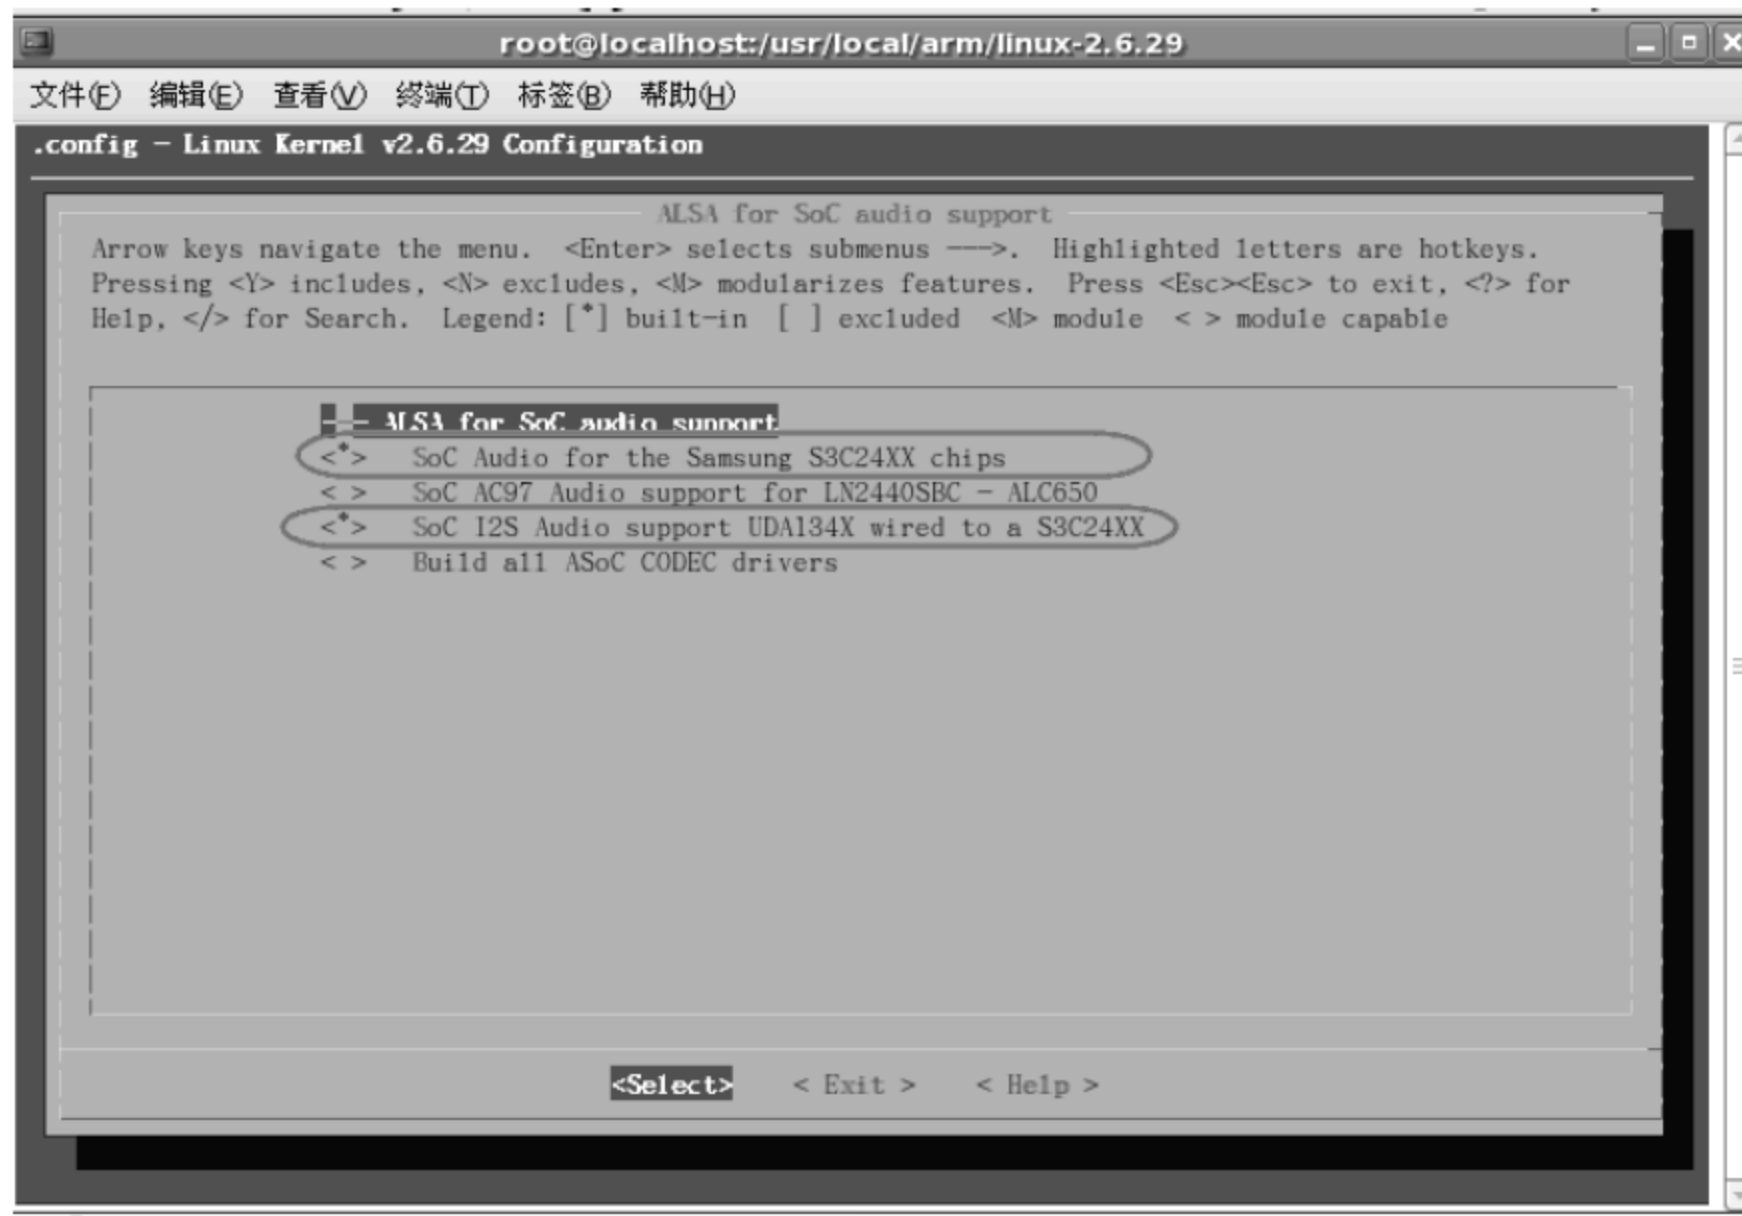 root@localhost:/usr/local/arm/linux-2.6.29
文件(F) 编辑(E) 查看(V) 终端(T) 标签(B) 帮助(H)
.config - Linux Kernel v2.6.29 Configuration
ALSA for SoC audio support
Arrow keys navigate the menu. <Enter> selects submenus --->. Highlighted letters are hotkeys.
Pressing <Y> includes, <N> excludes, <M> modularizes features. Press <Esc><Esc> to exit, <?> for
Help, </> for Search. Legend: [*] built-in [ ] excluded <M> module < > module capable
--- ALSA for SoC audio support
<*> SoC Audio for the Samsung S3C24XX chips
< > SoC AC97 Audio support for LN2440SBC - ALC650
<*> SoC I2S Audio support UDA134X wired to a S3C24XX
< > Build all ASoC CODEC drivers
<Select> < Exit > < Help >